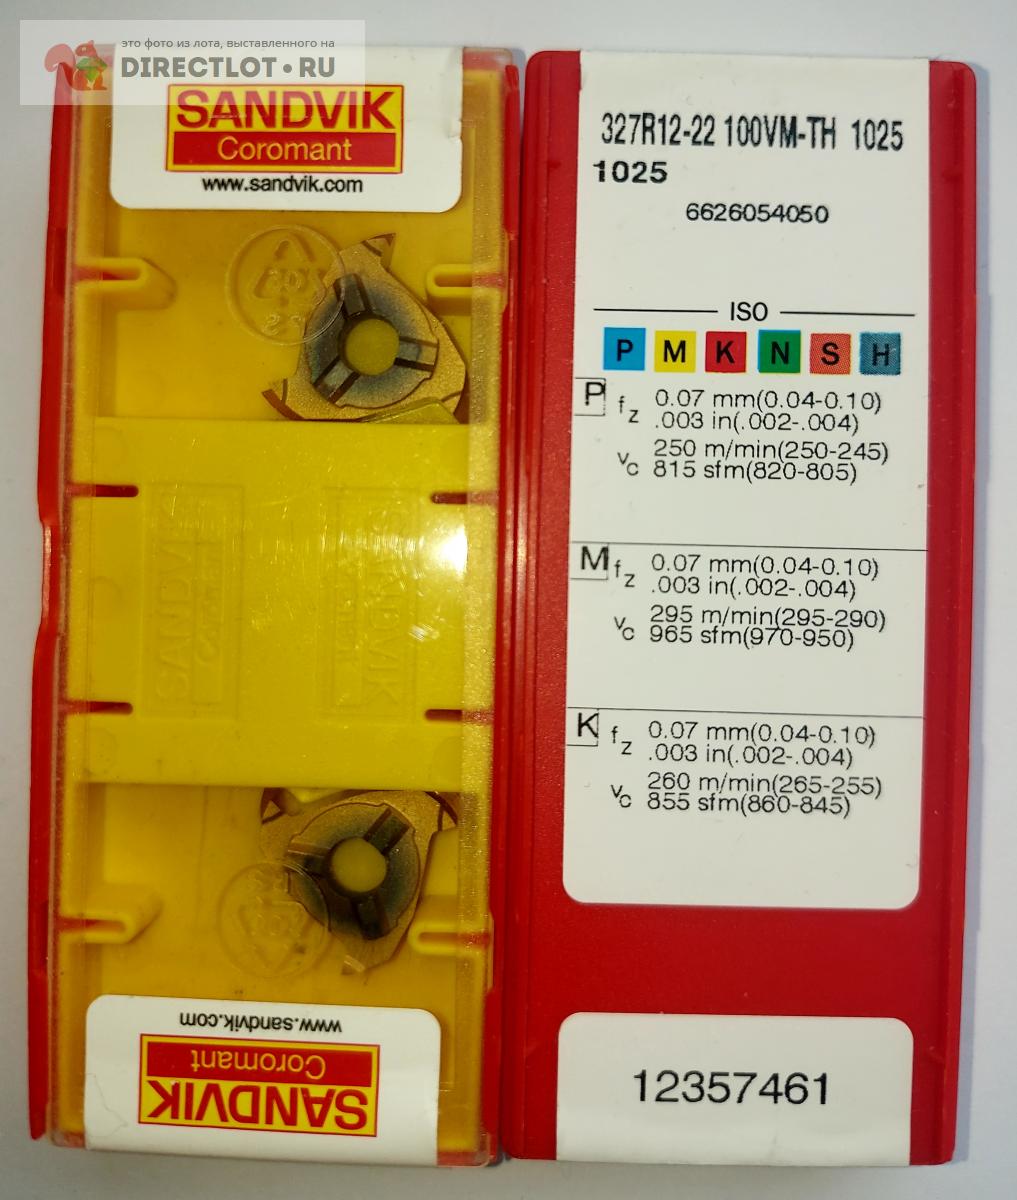 это фото из лота, выставленного на
DIRECTLOT.RU
SANDVIK
Coromant
www.sandvik.com
SANDVIK
Coromant
SANDVIK
www.sandvik.com
Coromant
SANDVIK
327R12-22 100VM-TH 1025
1025
6626054050
ISO
P M K N S H
P fz 0.07 mm(0.04-0.10)
.003 in(.002-.004)
vc 250 m/min(250-245)
815 sfm(820-805)
M fz 0.07 mm(0.04-0.10)
.003 in(.002-.004)
vc 295 m/min(295-290)
965 sfm(970-950)
K fz 0.07 mm(0.04-0.10)
.003 in(.002-.004)
vc 260 m/min(265-255)
855 sfm(860-845)
12357461